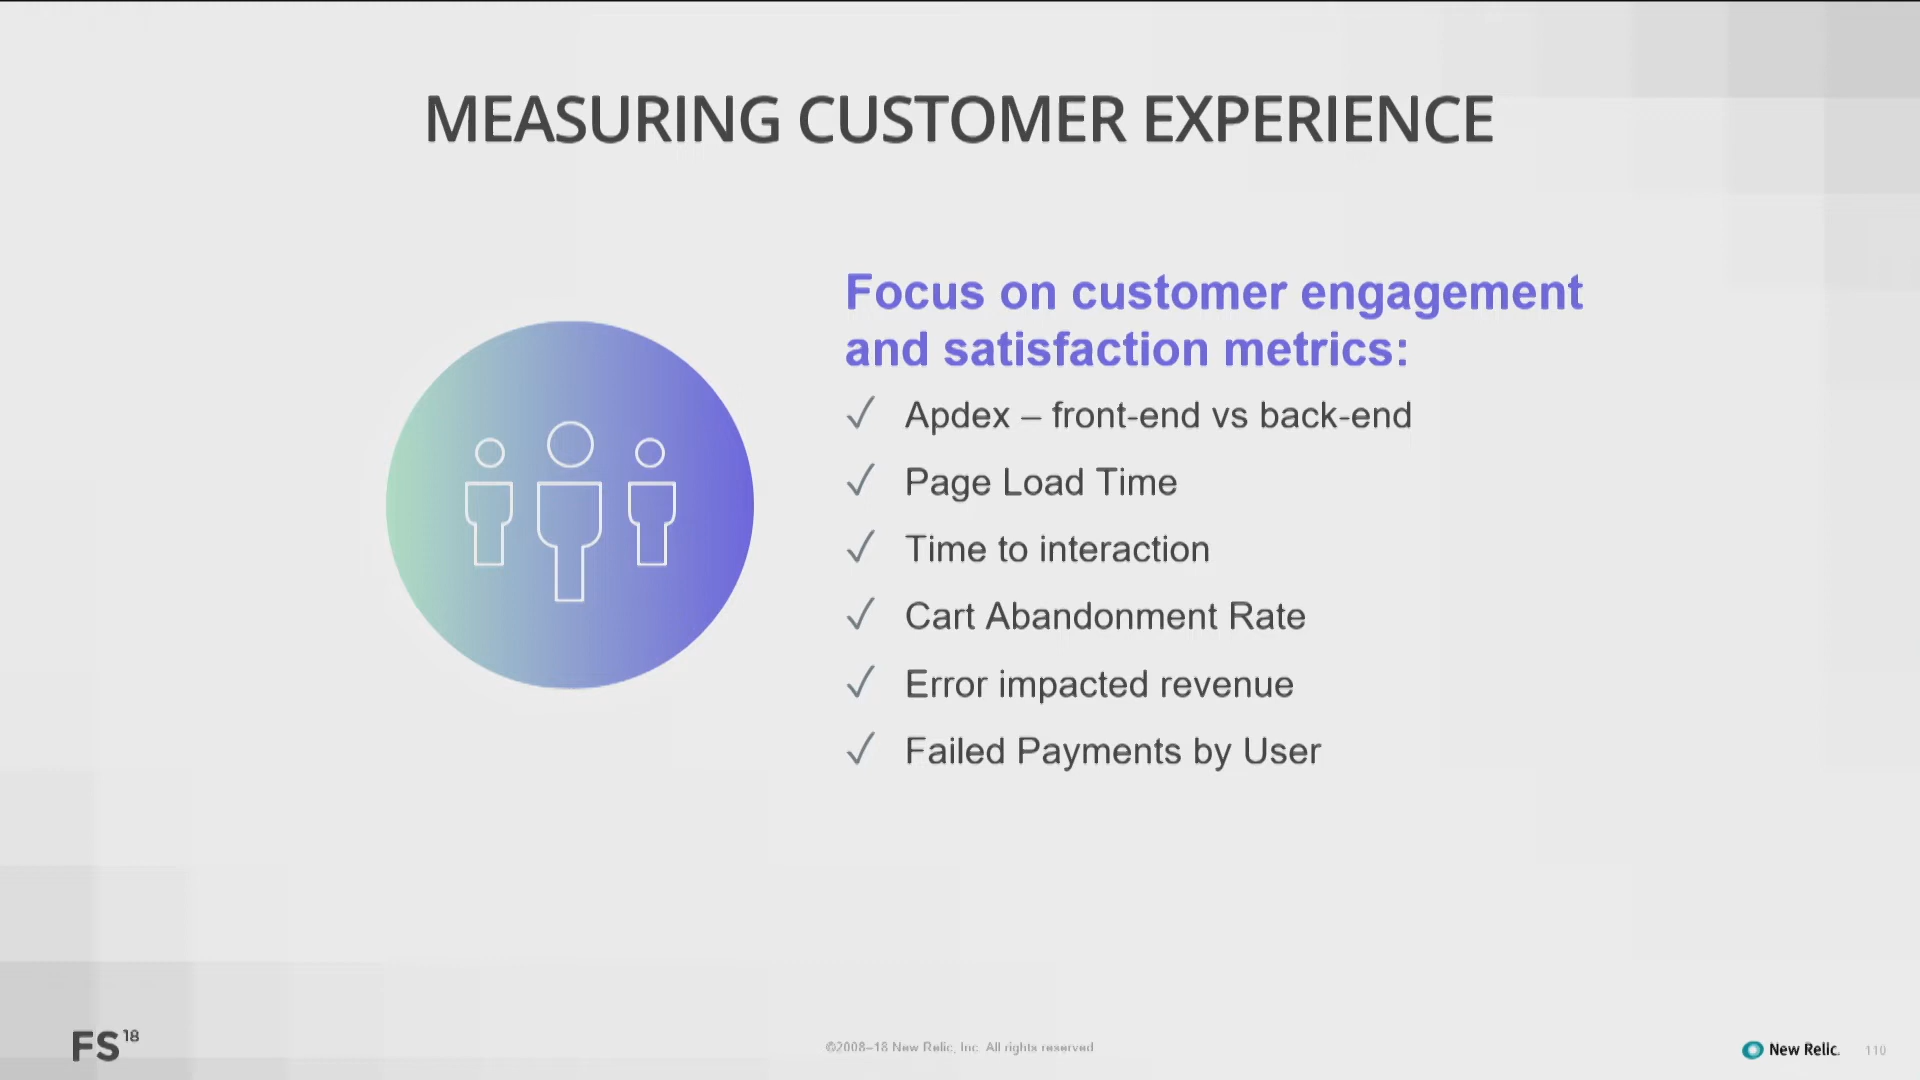 MEASURING CUSTOMER EXPERIENCE
Focus on customer engagement
and satisfaction metrics:
✓ Apdex – front-end vs back-end
✓ Page Load Time
✓ Time to interaction
✓ Cart Abandonment Rate
✓ Error impacted revenue
✓ Failed Payments by User
FS18
©2008–18 New Relic, Inc. All rights reserved
New Relic.
110